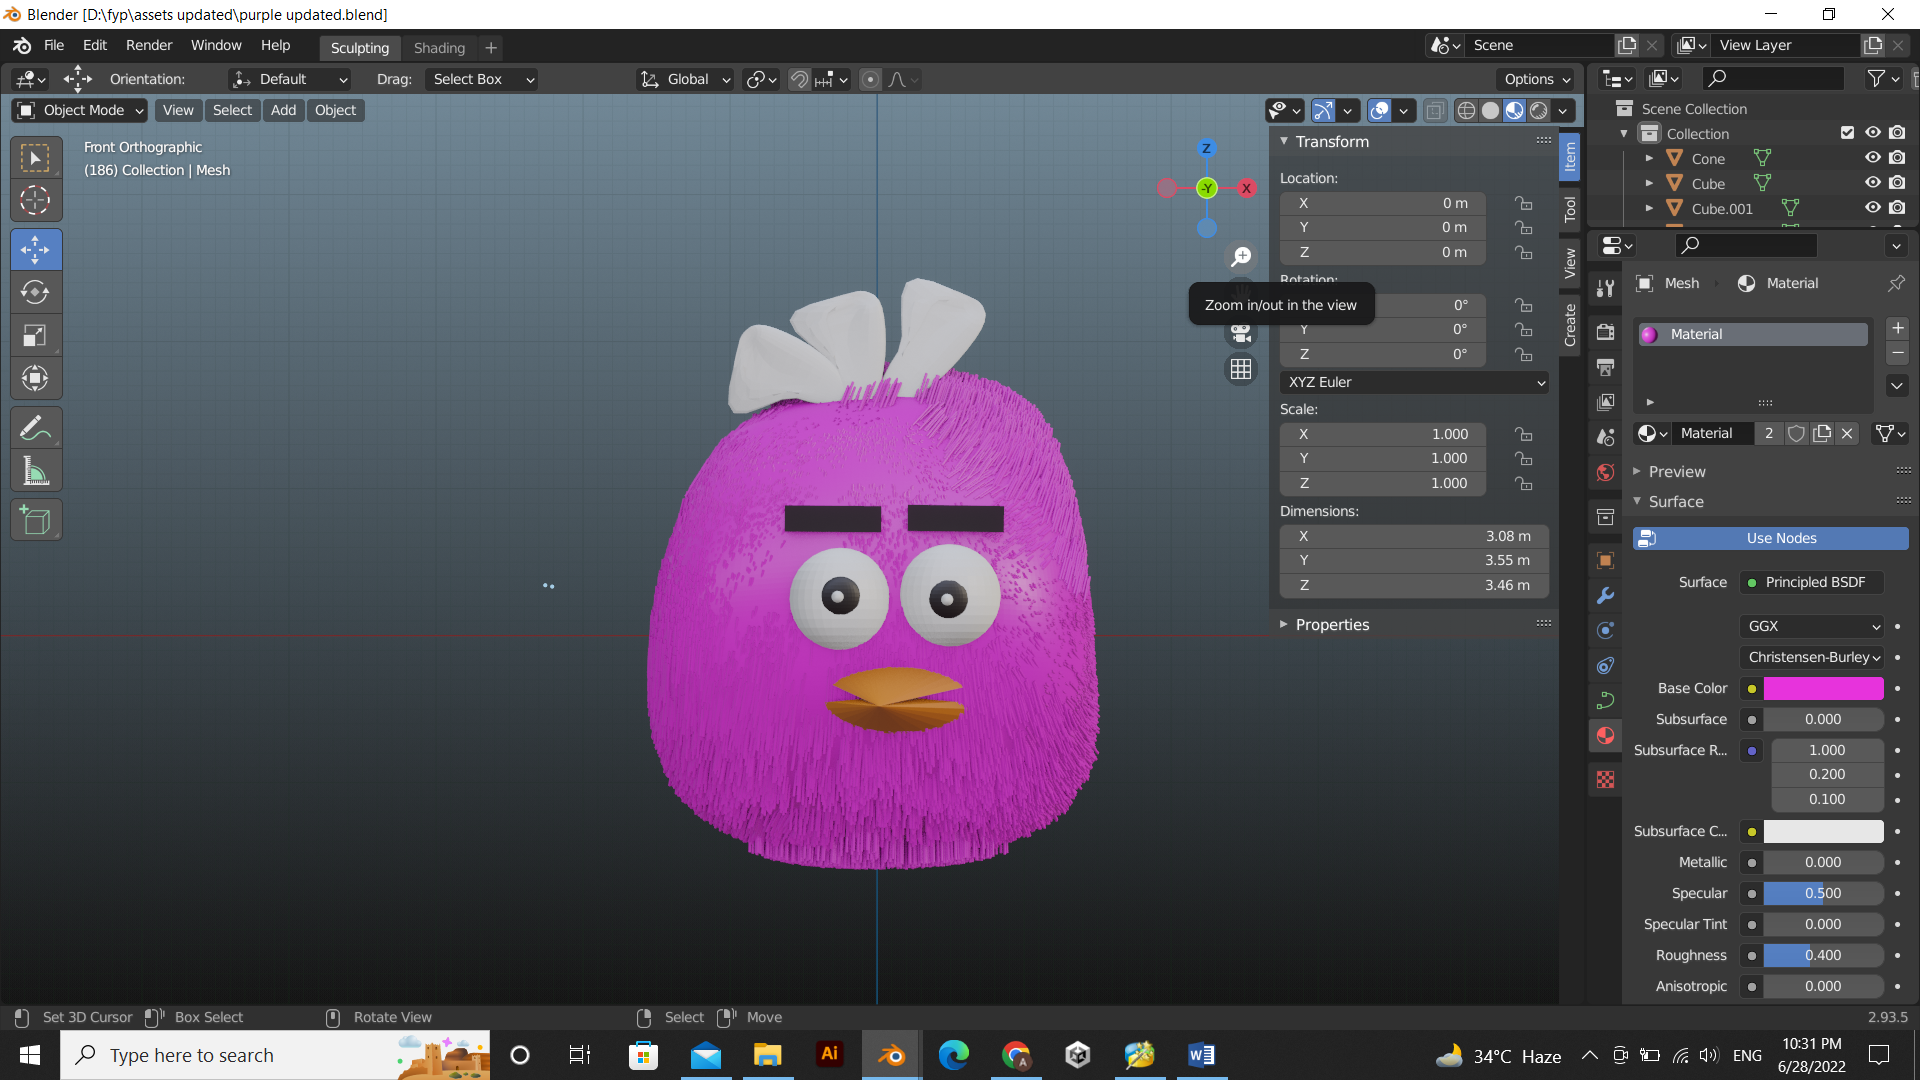 Blender [D:\fyp\assets updated\purple updated.blend]
File Edit Render Window Help Sculpting Shading + Scene View Layer
Orientation: Default Drag: Select Box Global Options
Object Mode View Select Add Object
Front Orthographic
(186) Collection | Mesh
Z
-Y X
Zoom in/out in the view
Transform
Location:
X 0 m
Y 0 m
Z 0 m
Rotation:
0°
Y 0°
Z 0°
XYZ Euler
Scale:
X 1.000
Y 1.000
Z 1.000
Dimensions:
X 3.08 m
Y 3.55 m
Z 3.46 m
Properties
Item
Tool
View
Create
Scene Collection
Collection
Cone
Cube
Cube.001
Mesh Material
Material
Material 2
Preview
Surface
Use Nodes
Surface Principled BSDF
GGX
Christensen-Burley
Base Color
Subsurface 0.000
Subsurface R... 1.000
0.200
0.100
Subsurface C...
Metallic 0.000
Specular 0.500
Specular Tint 0.000
Roughness 0.400
Anisotropic 0.000
Set 3D Cursor Box Select Rotate View Select Move 2.93.5
Type here to search Ai A W 34°C Haze ENG 10:31 PM
6/28/2022